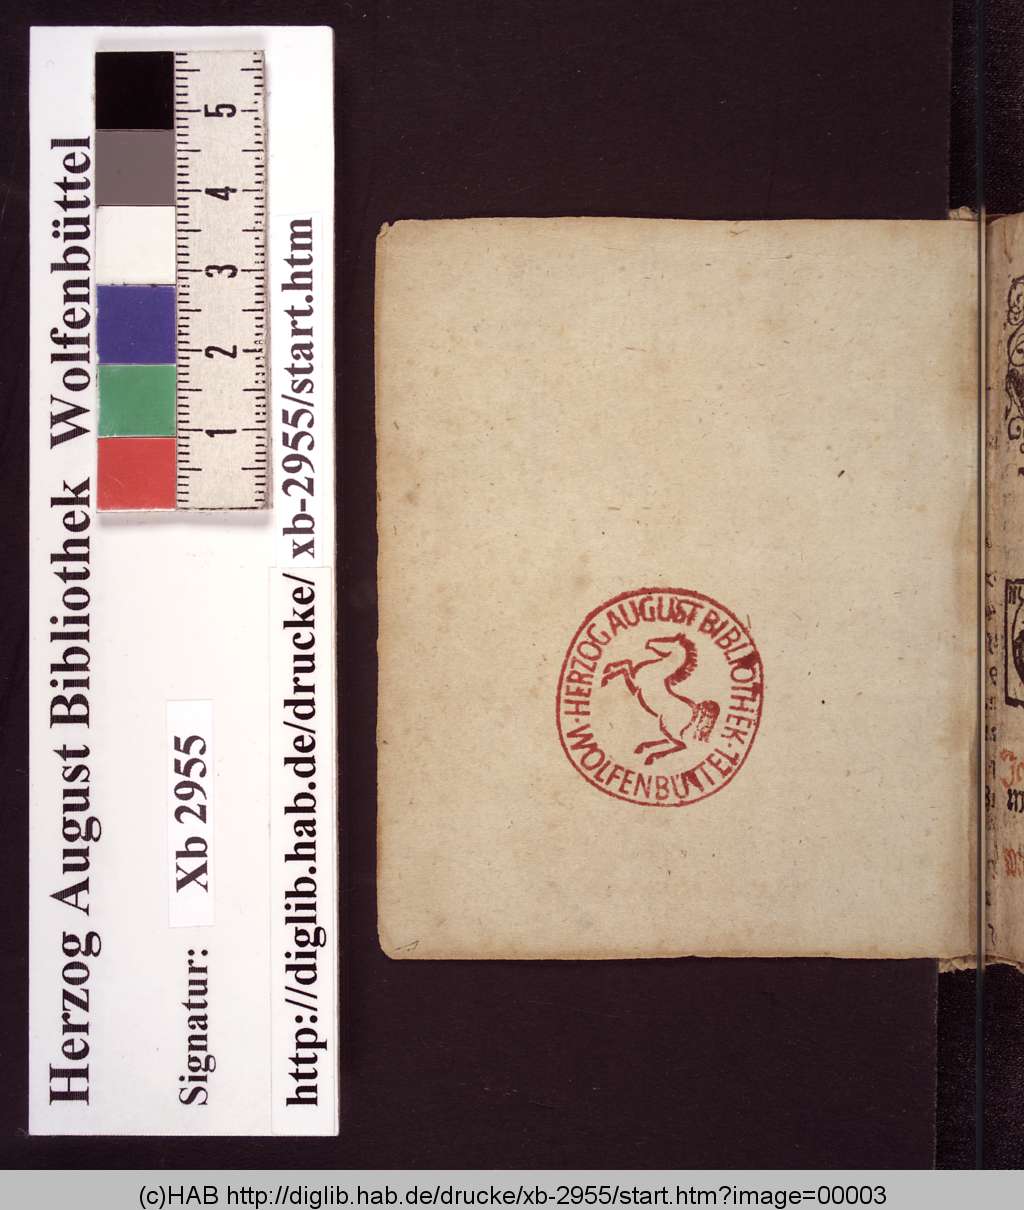 Herzog August Bibliothek Wolfenbüttel
Signatur: Xb 2955
http://diglib.hab.de/drucke/ xb-2955/start.htm
1 2 3 4 5
· HERZOG AUGUST BIBLIOTHEK · WOLFENBÜTTEL
(c)HAB http://diglib.hab.de/drucke/xb-2955/start.htm?image=00003